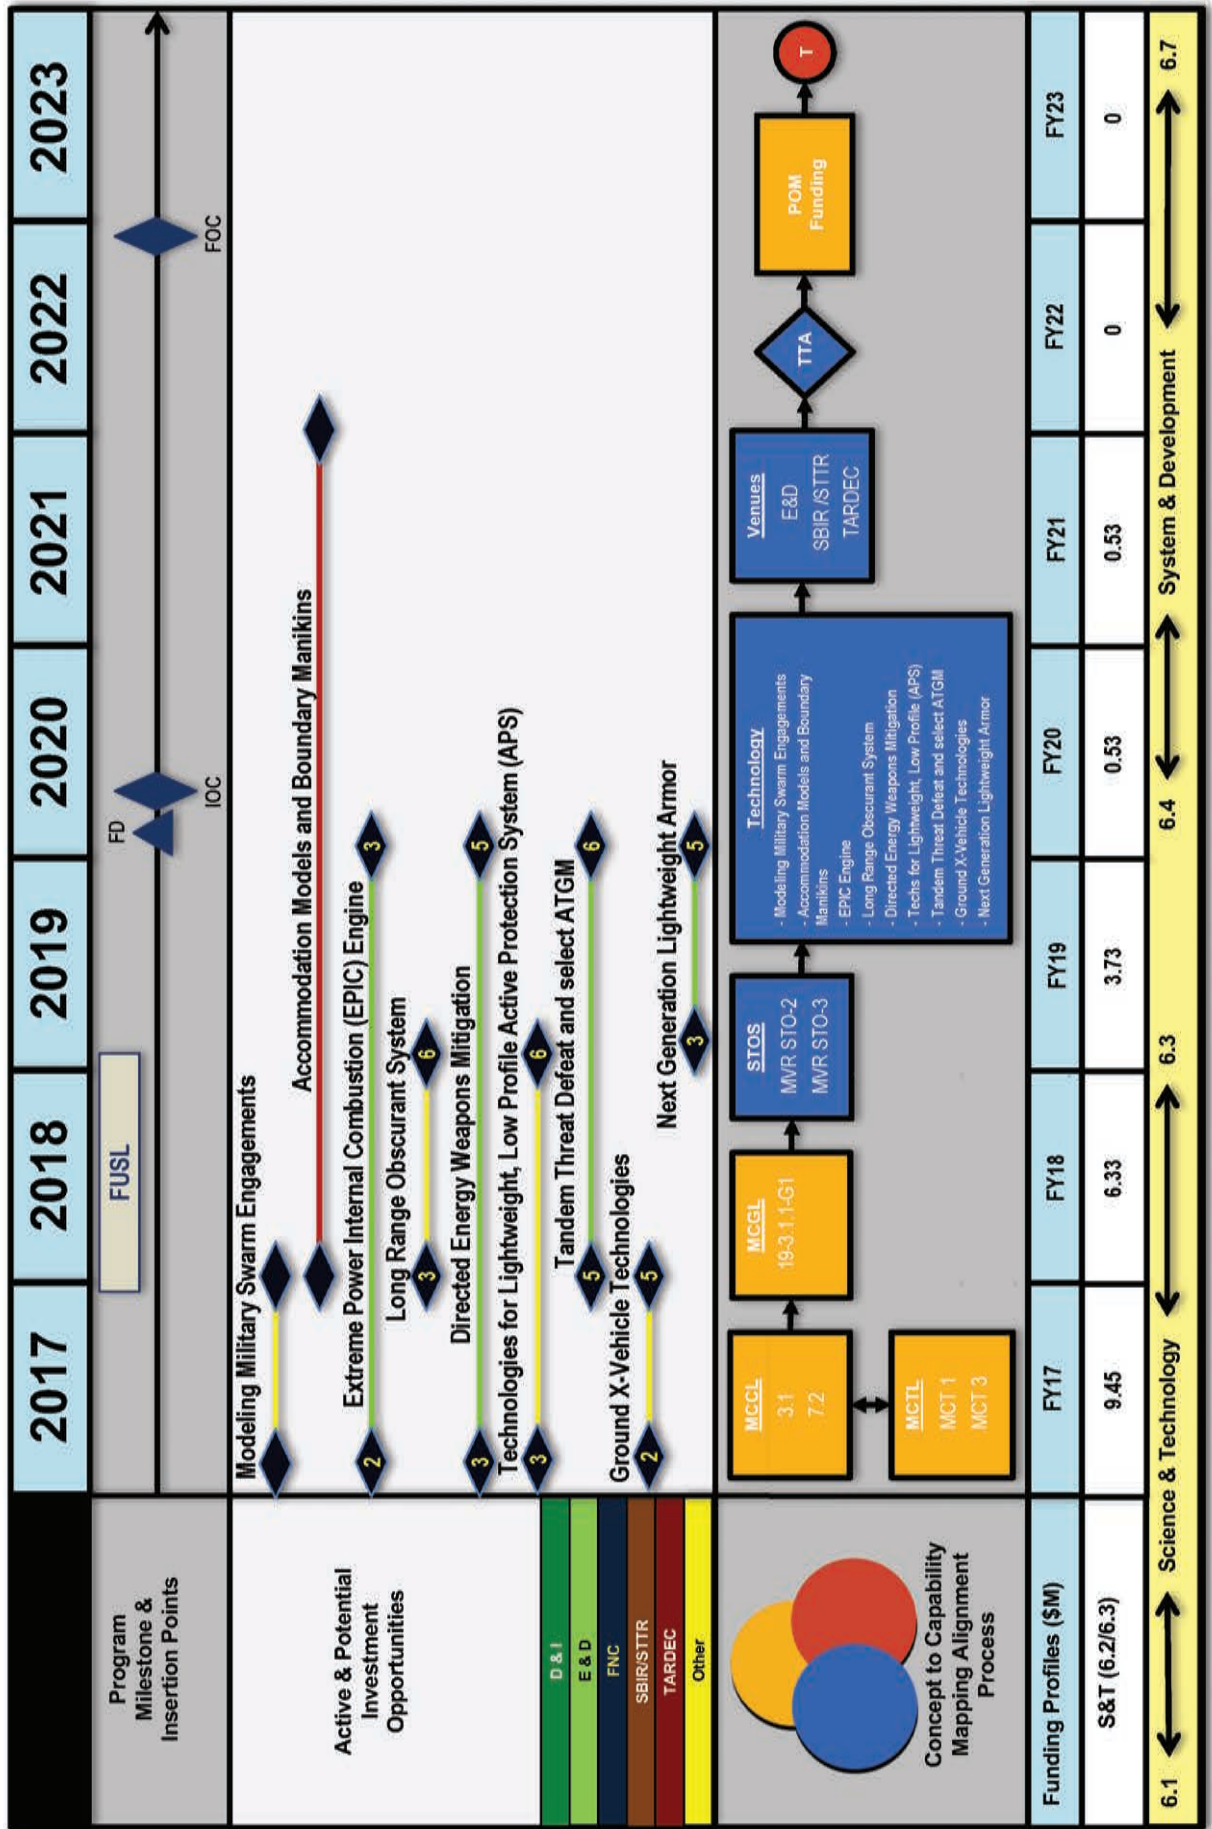 2017
2018
2019
2020
2021
2022
2023
Program
Milestone &
Insertion Points
FUSL
FD
IOC
FOC
Active & Potential
Investment
Opportunities
D & I
E & D
FNC
SBIR/STTR
TARDEC
Other
Modeling Military Swarm Engagements
Accommodation Models and Boundary Manikins
Extreme Power Internal Combustion (EPIC) Engine
2
3
Long Range Obscurant System
3
6
Directed Energy Weapons Mitigation
3
5
Technologies for Lightweight, Low Profile Active Protection System (APS)
3
6
Tandem Threat Defeat and select ATGM
5
6
Ground X-Vehicle Technologies
2
5
Next Generation Lightweight Armor
3
5
Concept to Capability
Mapping Alignment
Process
MCCL
3.1
7.2
MCTL
MCT 1
MCT 3
MCGL
19-3.1.1-G1
STOS
MVR STO-2
MVR STO-3
Technology
- Modeling Military Swarm Engagements
- Accommodation Models and Boundary
Manikins
- EPIC Engine
- Long Range Obscurant System
- Directed Energy Weapons Mitigation
- Techs for Lightweight, Low Profile (APS)
- Tandem Threat Defeat and select ATGM
- Ground X-Vehicle Technologies
- Next Generation Lightweight Armor
Venues
E&D
SBIR /STTR
TARDEC
TTA
POM
Funding
T
Funding Profiles ($M)
FY17
FY18
FY19
FY20
FY21
FY22
FY23
S&T (6.2/6.3)
9.45
6.33
3.73
0.53
0.53
0
0
6.1
Science & Technology
6.3
6.4
System & Development
6.7